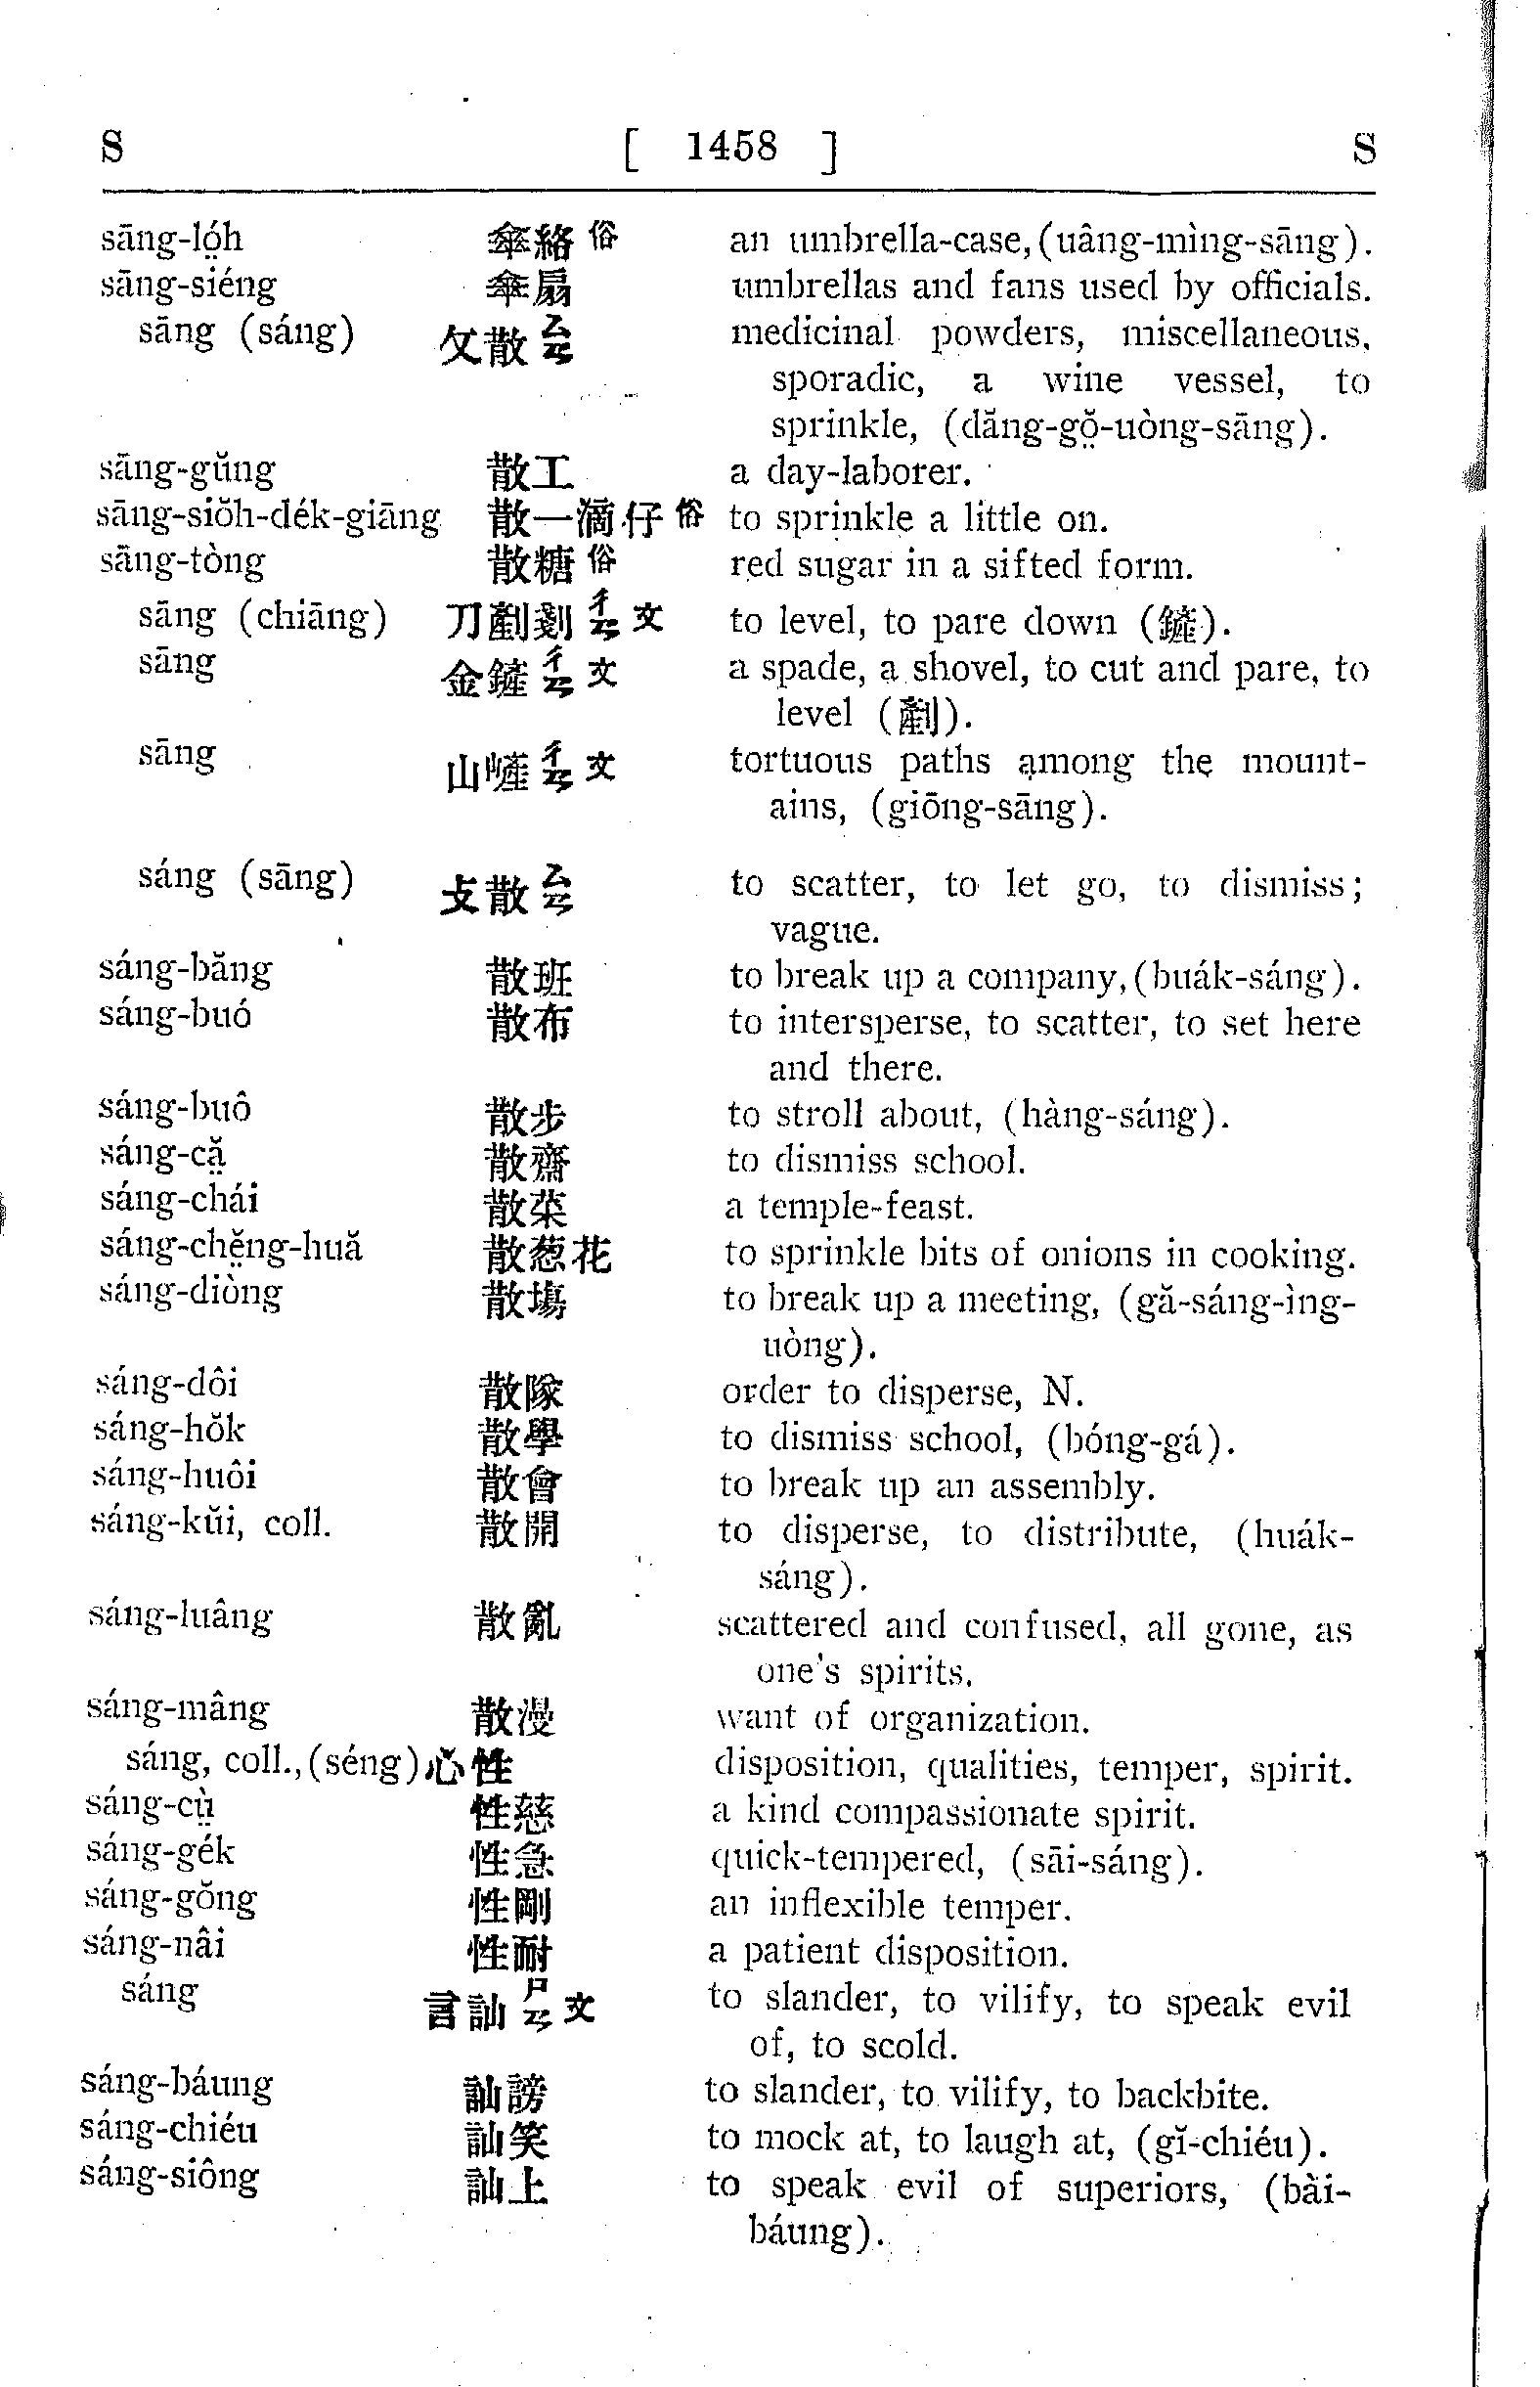 S [ 1458 ] S
sāng-ló̤h 傘絡 俗 an umbrella-case, (uâng-mìng-sāng).
sāng-siéng 傘扇 umbrellas and fans used by officials.
sāng (sáng) 攵散 ㄙㄢ medicinal powders, miscellaneous,
sporadic, a wine vessel, to
sprinkle, (dăng-gō̤-uòng-sāng).
sāng-gŭng 散工 a day-laborer.
sāng-siŏh-dék-giāng 散一滴仔 俗 to sprinkle a little on.
sāng-tòng 散糖 俗 red sugar in a sifted form.
sāng (chiāng) 刀剷剗 ㄔㄢ 文 to level, to pare down (鏟).
sāng 金鏟 ㄔㄢ 文 a spade, a shovel, to cut and pare, to
level (剷).
sāng 山嵼 ㄔㄢ 文 tortuous paths among the mount-
ains, (giōng-sāng).
sáng (sāng) 攴散 ㄙㄢ to scatter, to let go, to dismiss;
vague.
sáng-băng 散班 to break up a company, (buák-sáng).
sáng-buó 散布 to intersperse, to scatter, to set here
and there.
sáng-buô 散步 to stroll about, (hàng-sáng).
sáng-că̤ 散齋 to dismiss school.
sáng-chái 散菜 a temple-feast.
sáng-chĕ̤ng-huă 散葱花 to sprinkle bits of onions in cooking.
sáng-diòng 散塲 to break up a meeting, (gă-sáng-ìng-
uòng).
sáng-dôi 散隊 order to disperse, N.
sáng-hŏk 散學 to dismiss school, (bóng-gá).
sáng-huôi 散會 to break up an assembly.
sáng-kŭi, coll. 散開 to disperse, to distribute, (huák-
sáng).
sáng-luâng 散亂 scattered and confused, all gone, as
one's spirits.
sáng-mâng 散漫 want of organization.
sáng, coll., (séng) 心性 disposition, qualities, temper, spirit.
sáng-cṳ̀ 性慈 a kind compassionate spirit.
sáng-gék 性急 quick-tempered, (sāi-sáng).
sáng-gŏng 性剛 an inflexible temper.
sáng-nâi 性耐 a patient disposition.
sáng 言訕 ㄕㄢ 文 to slander, to vilify, to speak evil
of, to scold.
sáng-báung 訕謗 to slander, to vilify, to backbite.
sáng-chiéu 訕笑 to mock at, to laugh at, (gĭ-chiéu).
sáng-siông 訕上 to speak evil of superiors, (bài-
báung).